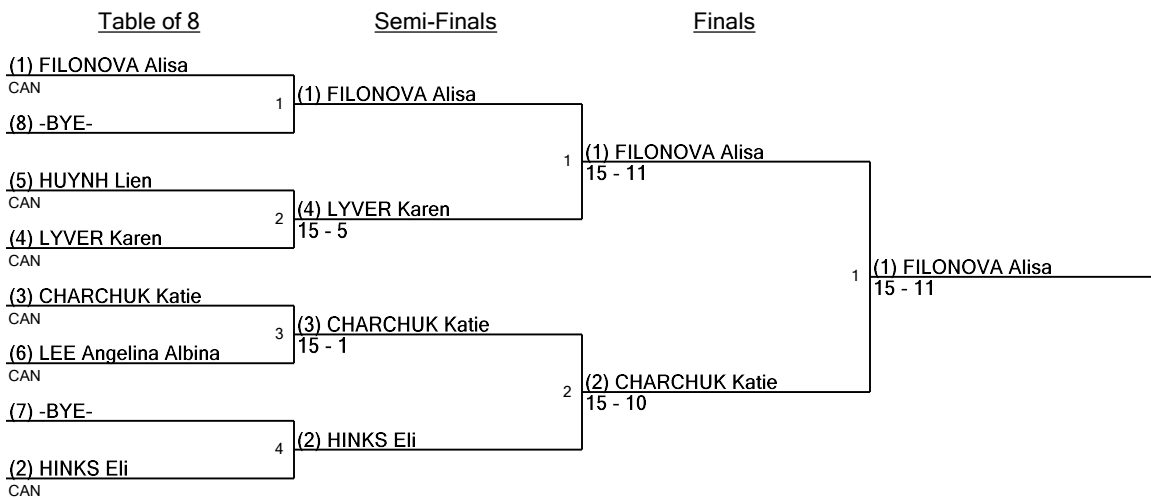 Table of 8
Semi-Finals
Finals
(1) FILONOVA Alisa
CAN
(8) -BYE-
(5) HUYNH Lien
CAN
(4) LYVER Karen
CAN
(3) CHARCHUK Katie
CAN
(6) LEE Angelina Albina
CAN
(7) -BYE-
(2) HINKS Eli
CAN
1
(1) FILONOVA Alisa
2
(4) LYVER Karen
15 - 5
3
(3) CHARCHUK Katie
15 - 1
4
(2) HINKS Eli
1
(1) FILONOVA Alisa
15 - 11
2
(2) CHARCHUK Katie
15 - 10
1
(1) FILONOVA Alisa
15 - 11